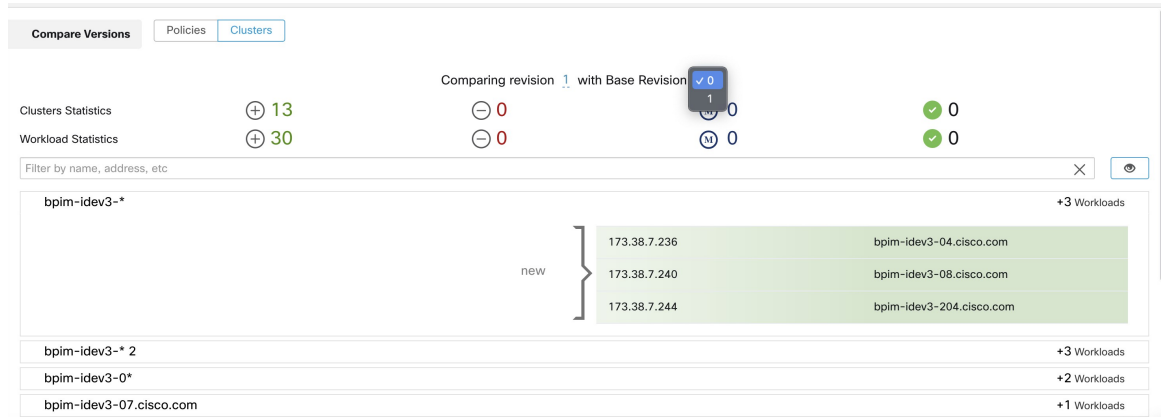 Compare Versions Policies Clusters
Comparing revision 1 with Base Revision ✓ 0
1
Clusters Statistics + 13 − 0 M 0 0
Workload Statistics + 30 − 0 M 0 0
Filter by name, address, etc
bpim-idev3-* +3 Workloads
173.38.7.236 bpim-idev3-04.cisco.com
new 173.38.7.240 bpim-idev3-08.cisco.com
173.38.7.244 bpim-idev3-204.cisco.com
bpim-idev3-* 2 +3 Workloads
bpim-idev3-0* +2 Workloads
bpim-idev3-07.cisco.com +1 Workloads